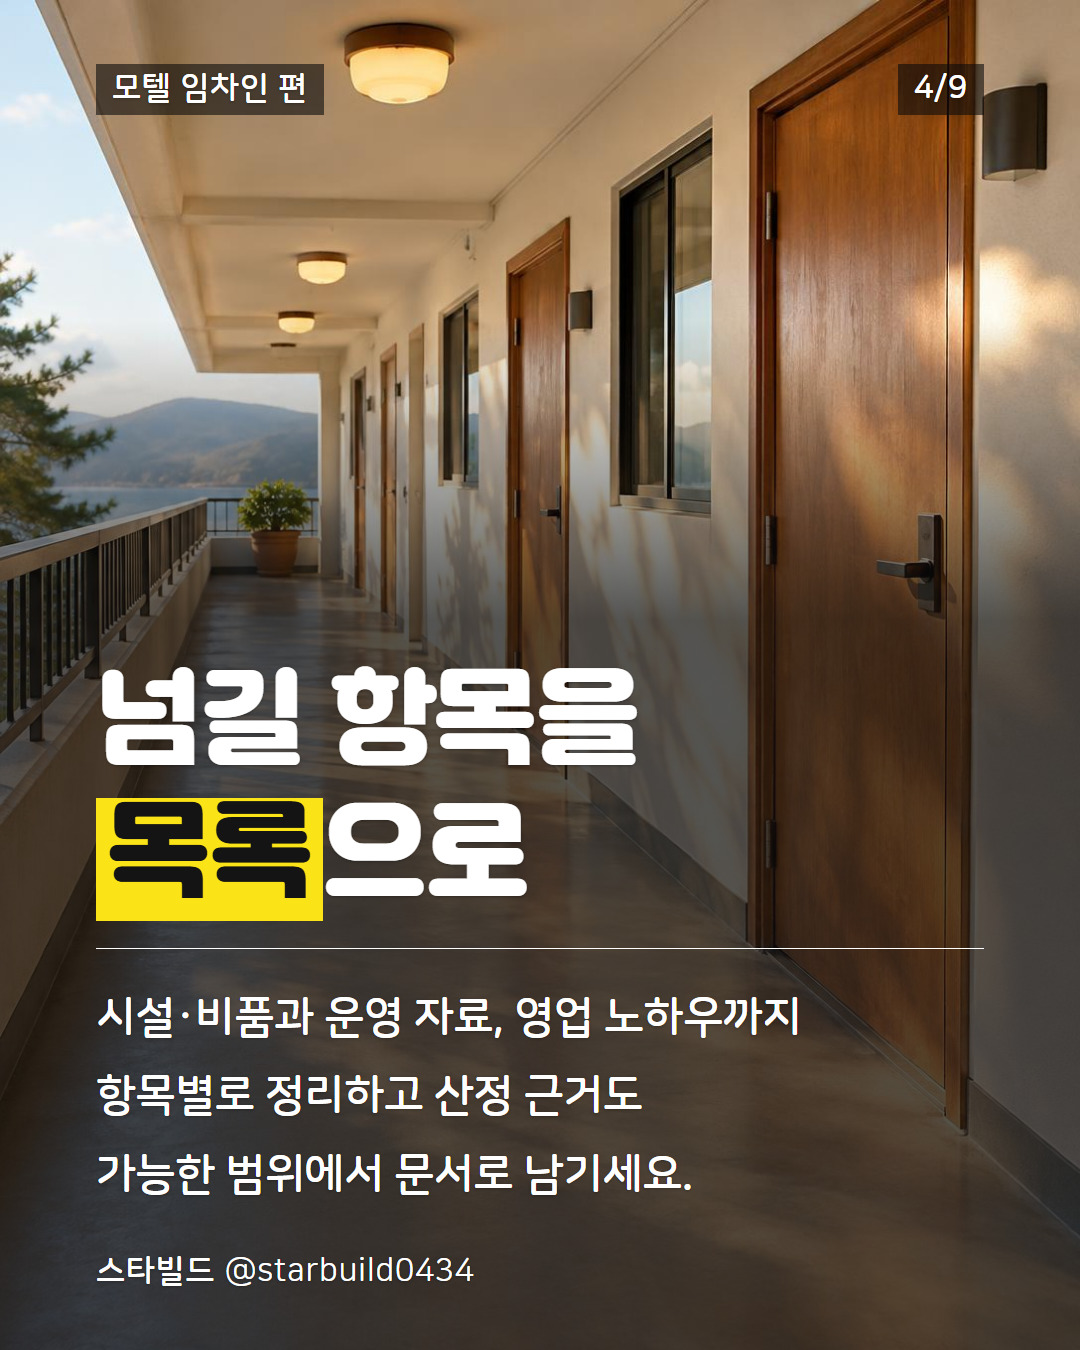 모텔 임차인 편
4/9
넘길 항목을
목록으로
시설·비품과 운영 자료, 영업 노하우까지
항목별로 정리하고 산정 근거도
가능한 범위에서 문서로 남기세요.
스타빌드 @starbuild0434